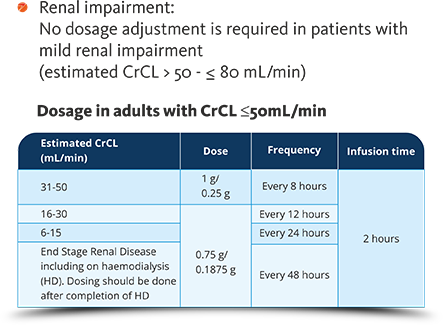 Renal impairment:
No dosage adjustment is required in patients with
mild renal impairment
(estimated CrCL > 50 - ≤ 80 mL/min)
Dosage in adults with CrCL ≤50mL/min
Estimated CrCL
(mL/min)
Dose
Frequency
Infusion time
31-50
1 g/
0.25 g
Every 8 hours
16-30
Every 12 hours
6-15
Every 24 hours
End Stage Renal Disease
including on haemodialysis
(HD). Dosing should be done
after completion of HD
0.75 g/
0.1875 g
Every 48 hours
2 hours